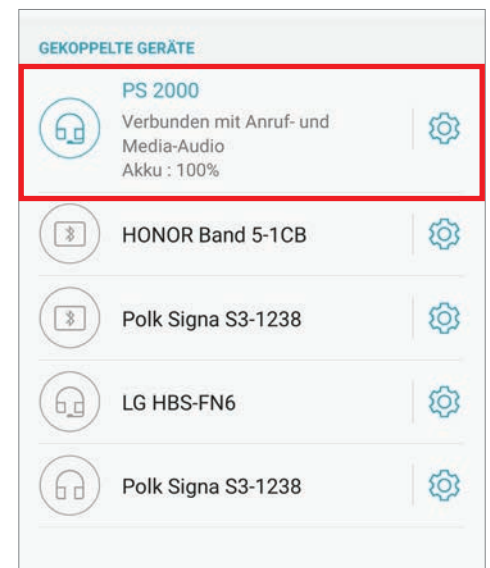 GEKOPPELTE GERÄTE
PS 2000
Verbunden mit Anruf- und
Media-Audio
Akku : 100%
HONOR Band 5-1CB
Polk Signa S3-1238
LG HBS-FN6
Polk Signa S3-1238